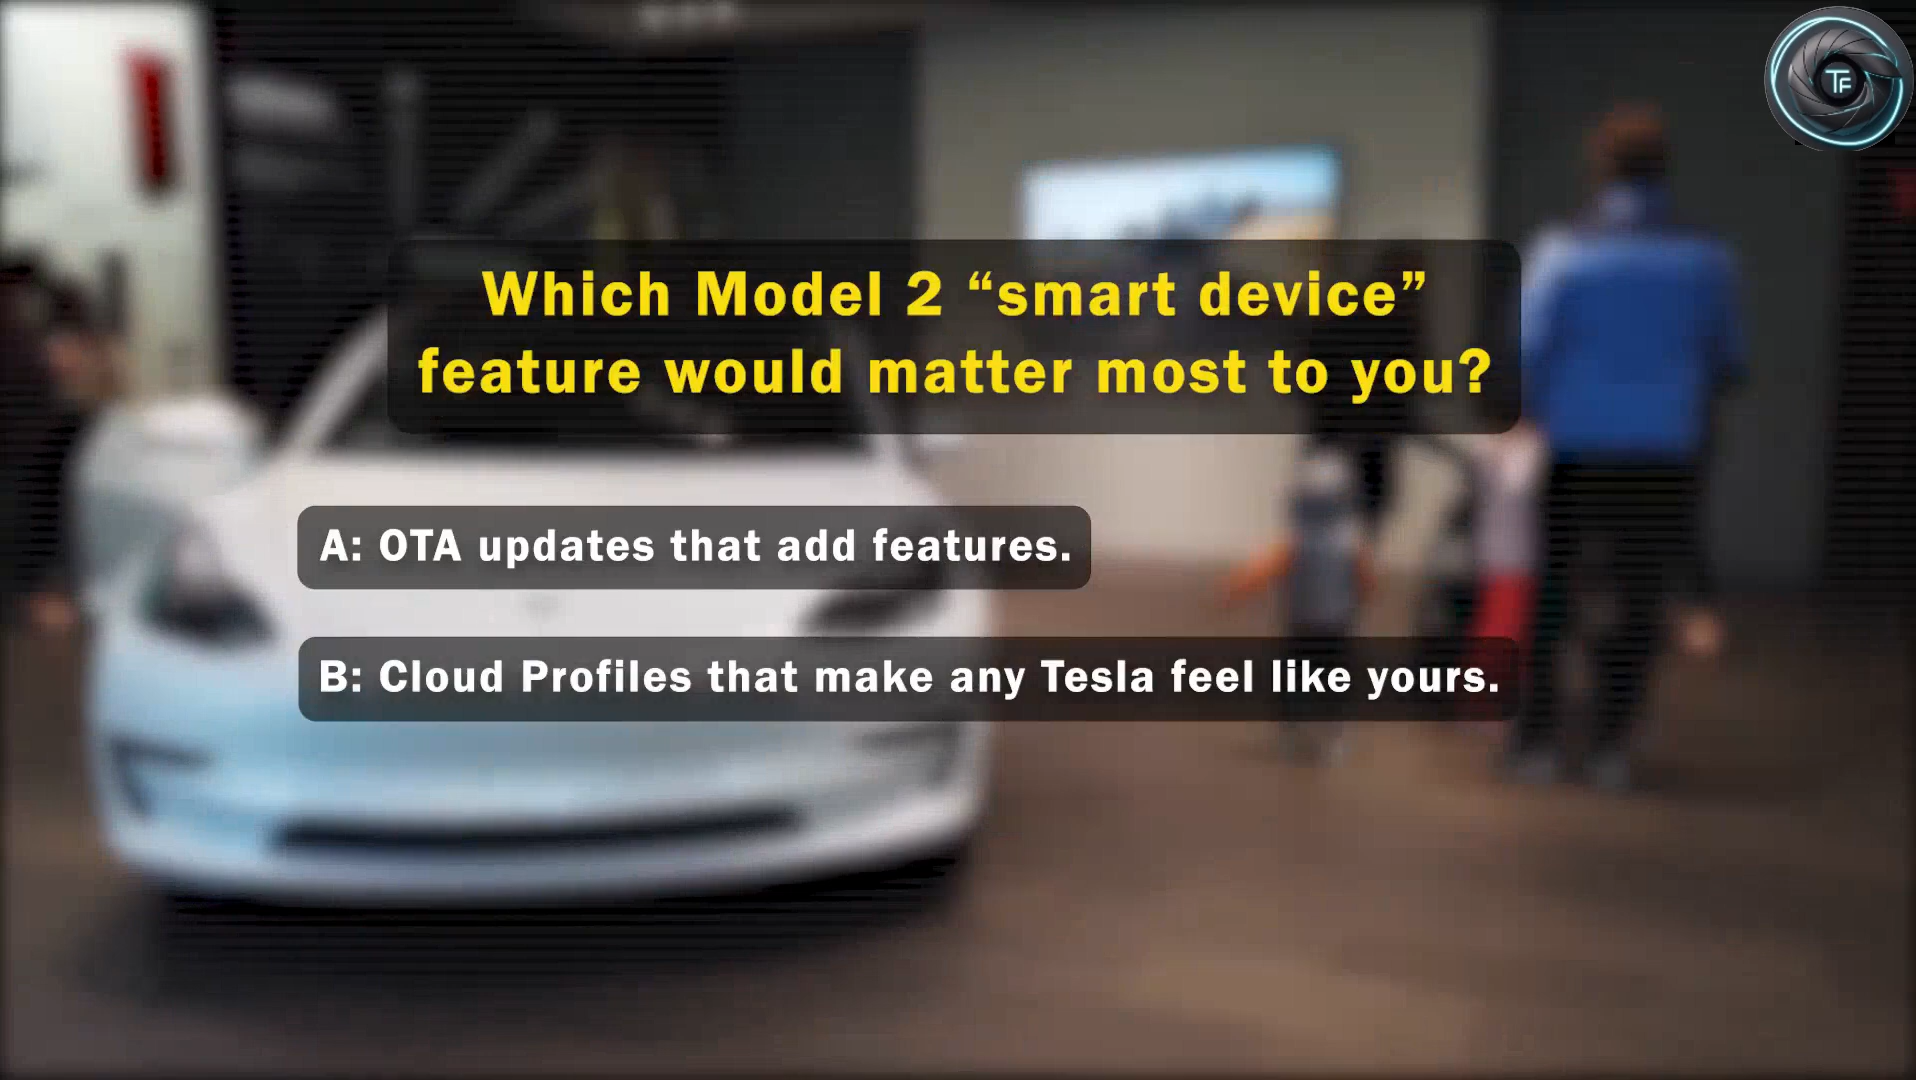 TF
Which Model 2 “smart device”
feature would matter most to you?
A: OTA updates that add features.
B: Cloud Profiles that make any Tesla feel like yours.